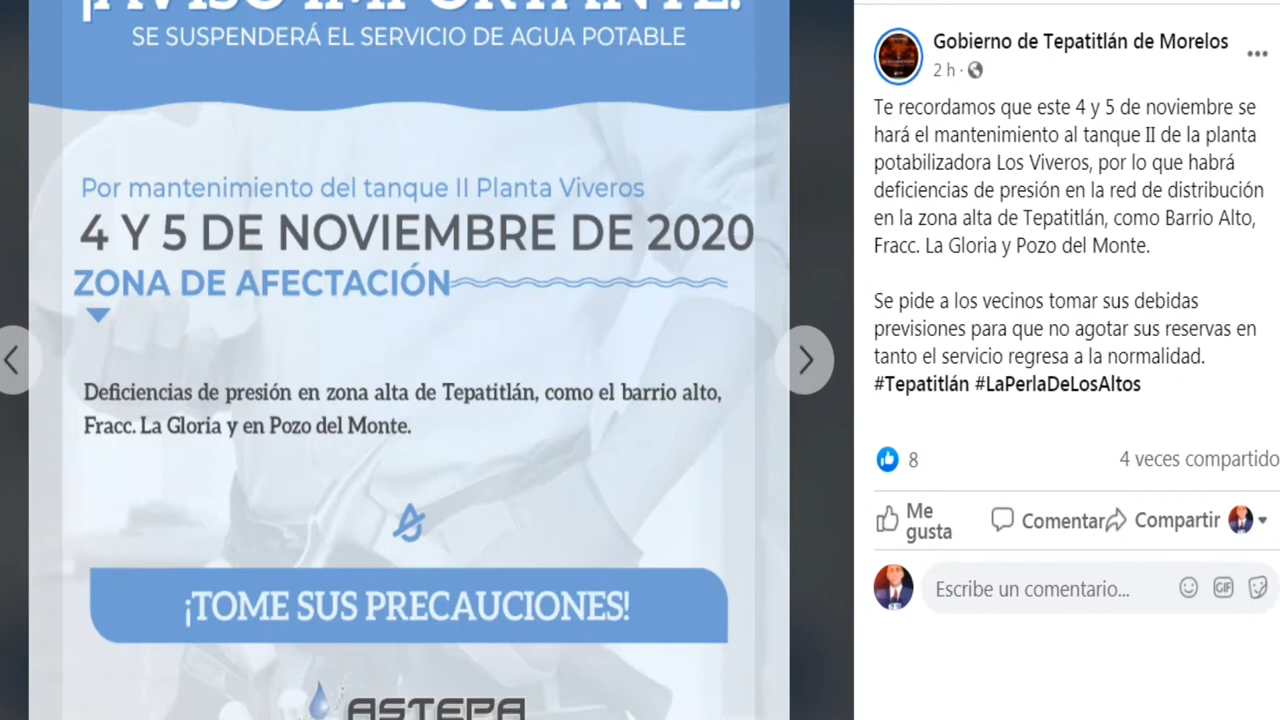 ¡AVISO IMPORTANTE!
SE SUSPENDERÁ EL SERVICIO DE AGUA POTABLE
Por mantenimiento del tanque II Planta Viveros
4 Y 5 DE NOVIEMBRE DE 2020
ZONA DE AFECTACIÓN
Deficiencias de presión en zona alta de Tepatitlán, como el barrio alto,
Fracc. La Gloria y en Pozo del Monte.
¡TOME SUS PRECAUCIONES!
ASTEPA
Gobierno de Tepatitlán de Morelos
2 h ·
Te recordamos que este 4 y 5 de noviembre se
hará el mantenimiento al tanque II de la planta
potabilizadora Los Viveros, por lo que habrá
deficiencias de presión en la red de distribución
en la zona alta de Tepatitlán, como Barrio Alto,
Fracc. La Gloria y Pozo del Monte.
Se pide a los vecinos tomar sus debidas
previsiones para que no agotar sus reservas en
tanto el servicio regresa a la normalidad.
#Tepatitlán #LaPerlaDeLosAltos
8
4 veces compartido
Me gusta
Comentar
Compartir
Escribe un comentario...
GIF